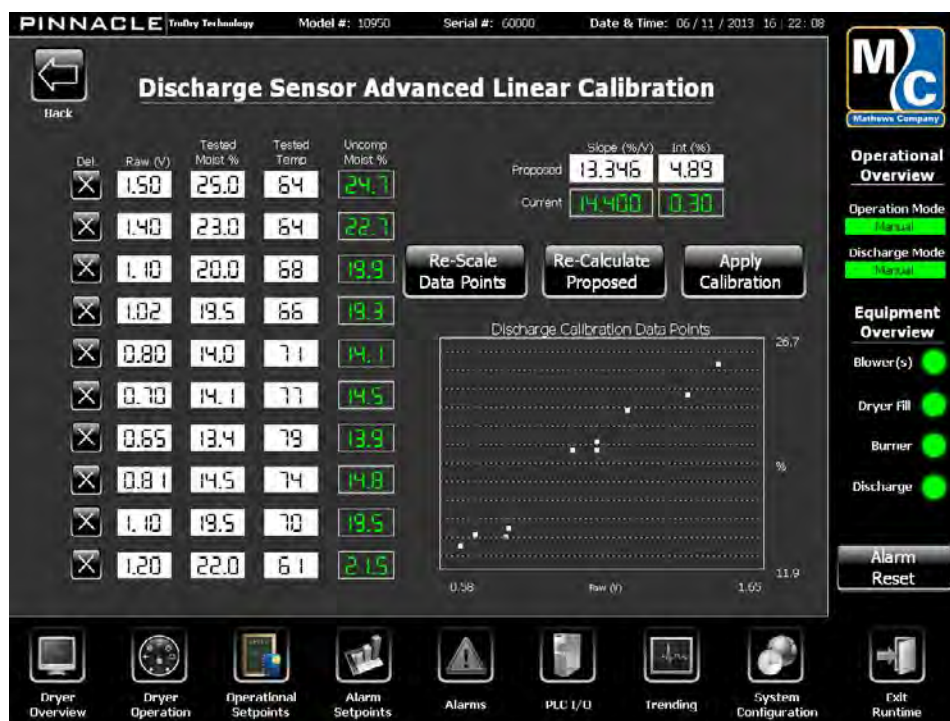 PINNACLE TruDry Technology Model #: 10950 Serial #: 60000 Date & Time: 06 / 11 / 2013 16 : 22 : 08
Back
Discharge Sensor Advanced Linear Calibration
MC
Mathews Company
Del. Raw (V) Tested Moist % Tested Temp Uncomp Moist %
X 1.50 25.0 64 24.7
X 1.40 23.0 64 22.7
X 1.10 20.0 68 19.9
X 1.02 19.5 66 19.3
X 0.80 14.0 71 14.1
X 0.70 14.1 77 14.5
X 0.65 13.4 79 13.9
X 0.81 14.5 74 14.8
X 1.10 19.5 70 19.5
X 1.20 22.0 61 21.5
Slope (%/V) Int (%)
Proposed 13.346 4.89
Current 14.400 0.30
Re-Scale Data Points
Re-Calculate Proposed
Apply Calibration
Discharge Calibration Data Points
26.7
%
11.9
0.58 Raw (V) 1.65
Operational Overview
Operation Mode
Manual
Discharge Mode
Manual
Equipment Overview
Blower(s)
Dryer Fill
Burner
Discharge
Alarm Reset
Dryer Overview
Dryer Operation
Operational Setpoints
Alarm Setpoints
Alarms
PLC I/O
Trending
System Configuration
Exit Runtime